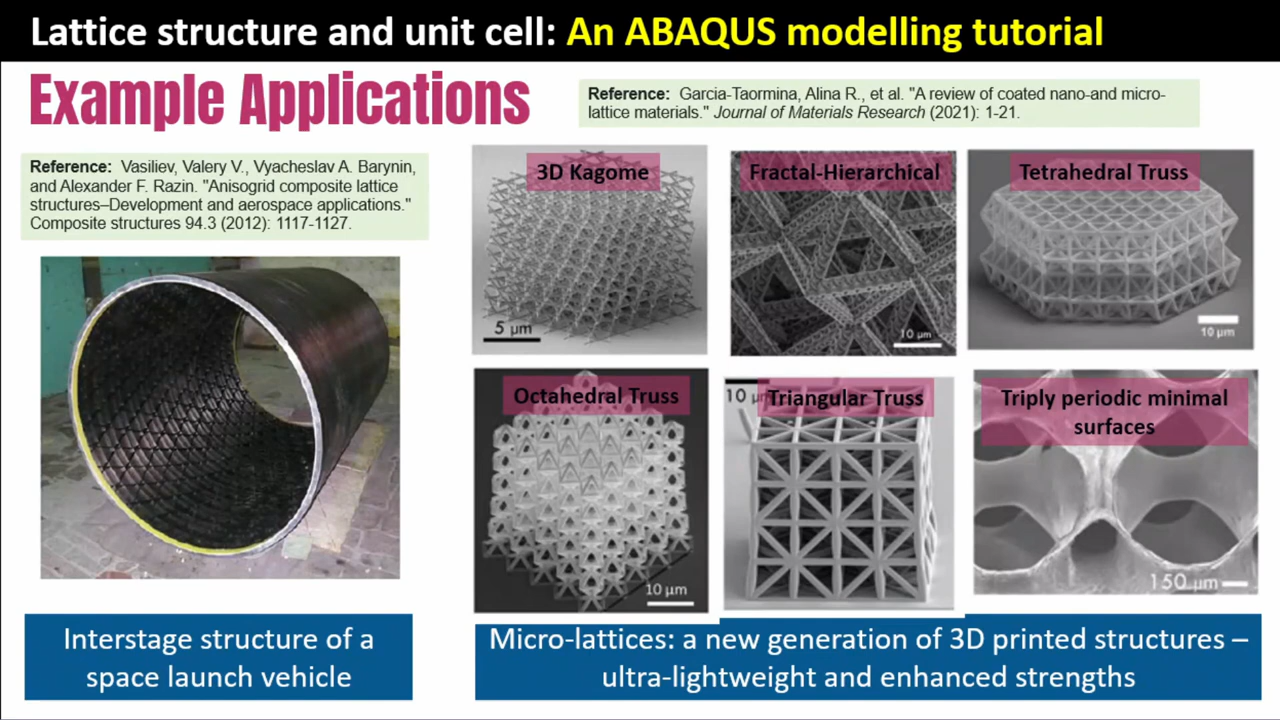 Lattice structure and unit cell: An ABAQUS modelling tutorial
Example Applications
Reference: Garcia-Taormina, Alina R., et al. "A review of coated nano-and micro-
lattice materials." Journal of Materials Research (2021): 1-21.
Reference: Vasiliev, Valery V., Vyacheslav A. Barynin,
and Alexander F. Razin. "Anisogrid composite lattice
structures–Development and aerospace applications."
Composite structures 94.3 (2012): 1117-1127.
3D Kagome
5 μm
Fractal-Hierarchical
10 μm
Tetrahedral Truss
10 μm
Octahedral Truss
10 μm
10 μ
Triangular Truss
Triply periodic minimal
surfaces
150 μm
Interstage structure of a
space launch vehicle
Micro-lattices: a new generation of 3D printed structures –
ultra-lightweight and enhanced strengths